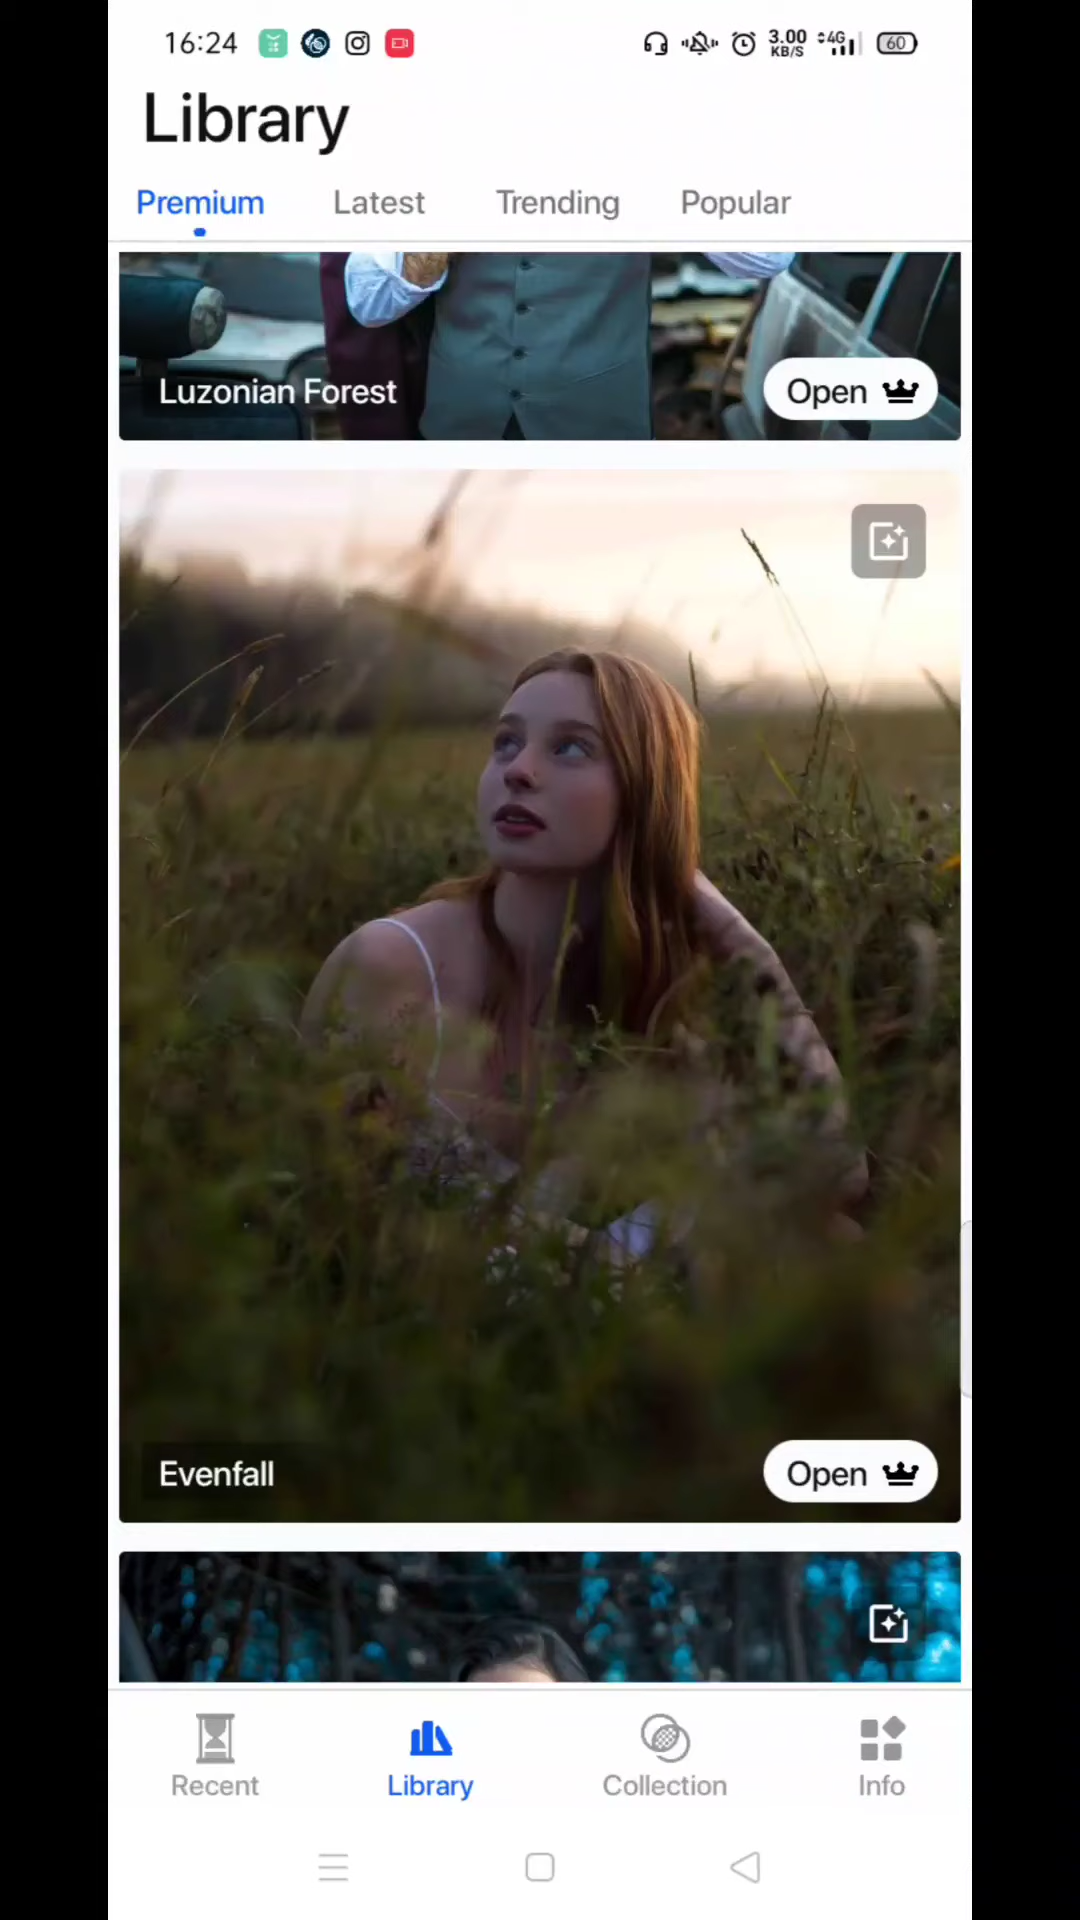 16:24
3.00
KB/S
4G
60
Library
Premium Latest Trending Popular
Luzonian Forest
Open
Evenfall
Open
Recent Library Collection Info